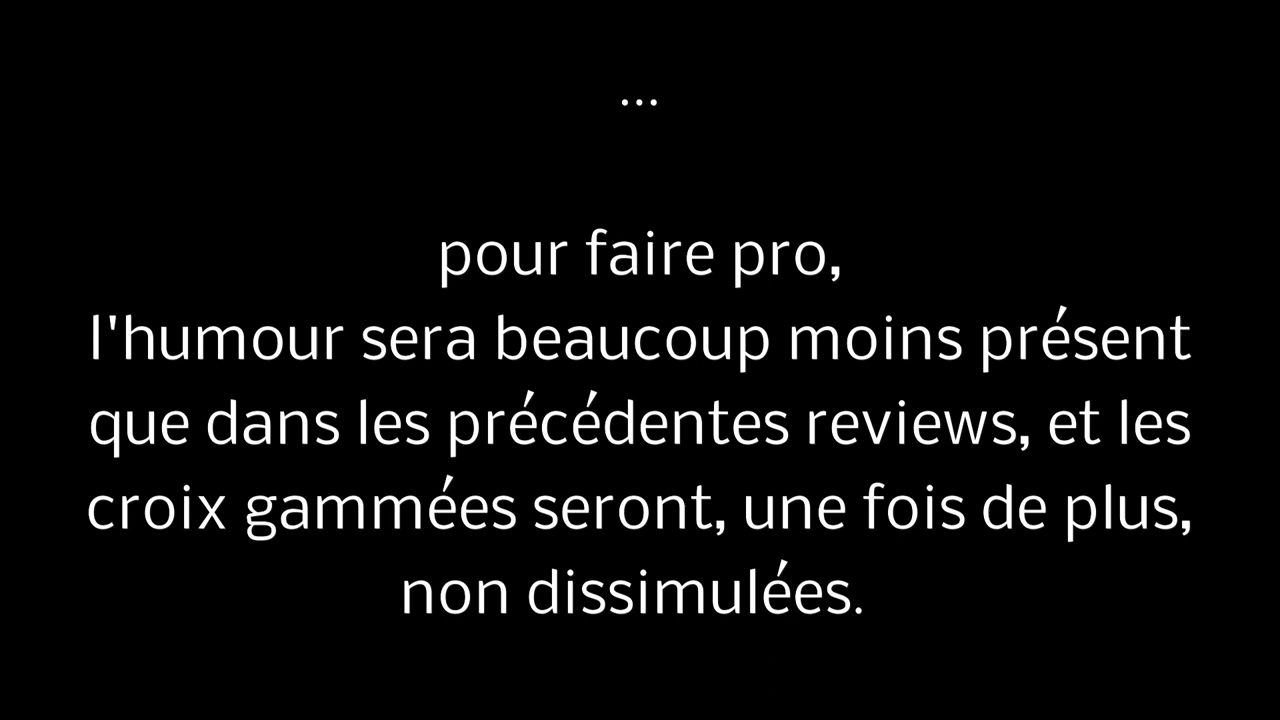 ...
pour faire pro,
l'humour sera beaucoup moins présent
que dans les précédentes reviews, et les
croix gammées seront, une fois de plus,
non dissimulées.